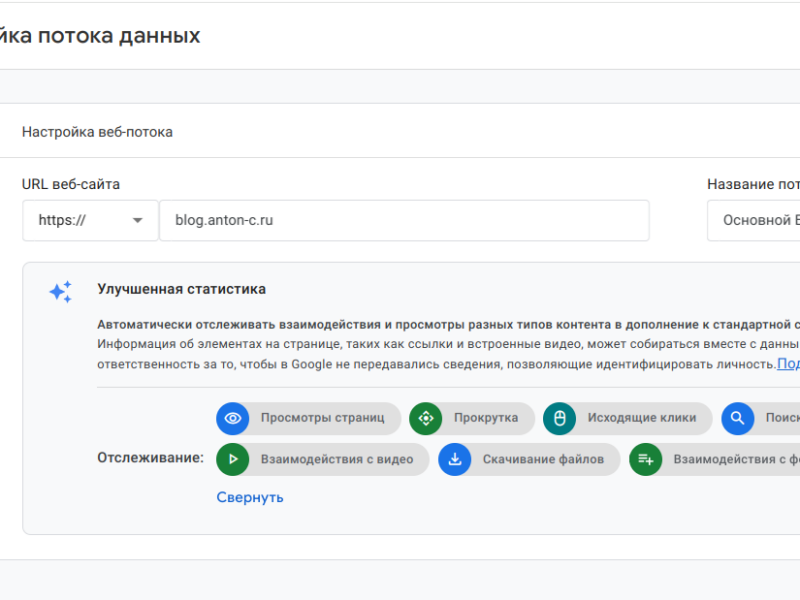 йка потока данных
Настройка веб-потока
URL веб-сайта
Название пот
https://
blog.anton-c.ru
Основной
Улучшенная статистика
Автоматически отслеживать взаимодействия и просмотры разных типов контента в дополнение к стандартной с
Информация об элементах на странице, таких как ссылки и встроенные видео, может собираться вместе с данны
ответственность за то, чтобы в Google не передавались сведения, позволяющие идентифицировать личность. Под
Просмотры страниц
Прокрутка
Исходящие клики
Поиск
Отслеживание:
Взаимодействия с видео
Скачивание файлов
Взаимодействия с фо
Свернуть